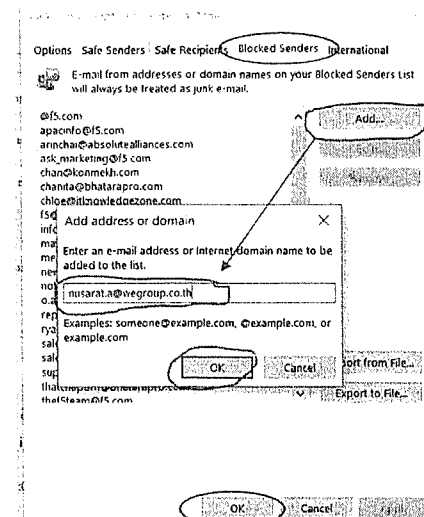 Options Safe Senders Safe Recipients Blocked Senders International
E-mail from addresses or domain names on your Blocked Senders List
will always be treated as junk e-mail.
@f5.com
apacinfo@f5.com
arinchai@absolutealliances.com
ask_marketing@f5.com
chan@konmekh.com
chanita@bhatarapro.com
chloe@itknowledgezone.com
Add...
Add address or domain
Enter an e-mail address or Internet domain name to be
added to the list.
nusarat.a@wegroup.co.th
Examples: someone@example.com, @example.com, or
example.com
OK Cancel
ort from File...
Export to File...
thef5team@f5.com
OK Cancel